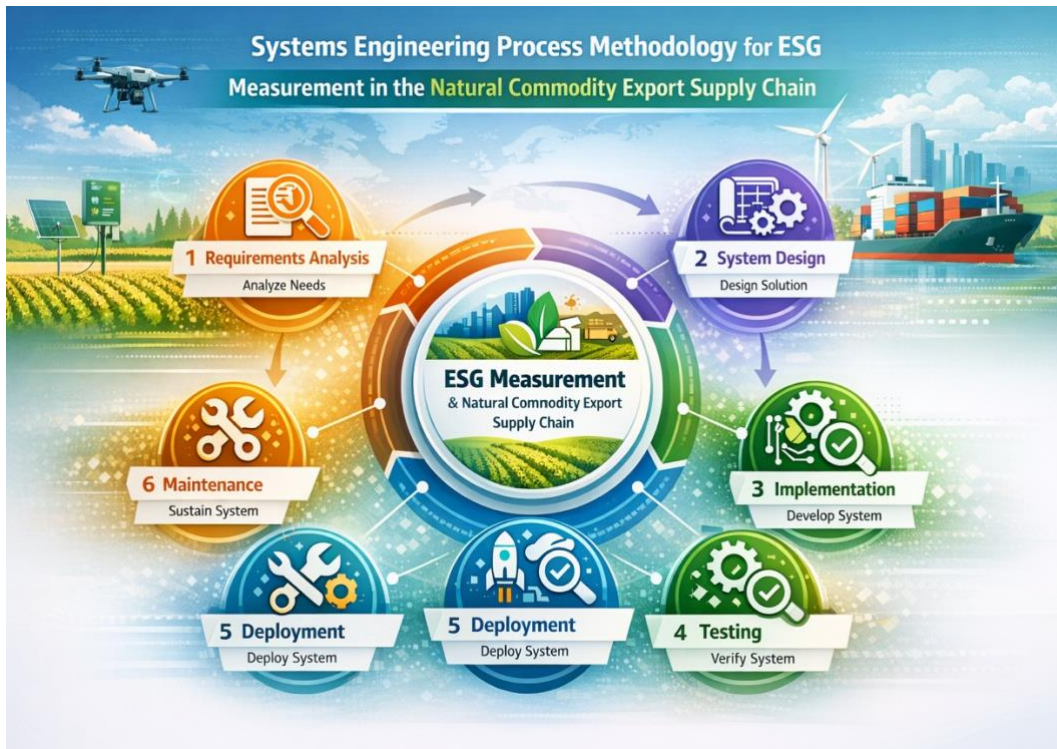 Systems Engineering Process Methodology for ESG
Measurement in the Natural Commodity Export Supply Chain
1 Requirements Analysis
Analyze Needs
2 System Design
Design Solution
ESG Measurement
& Natural Commodity Export
Supply Chain
6 Maintenance
Sustain System
3 Implementation
Develop System
5 Deployment
Deploy System
5 Deployment
Deploy System
4 Testing
Verify System